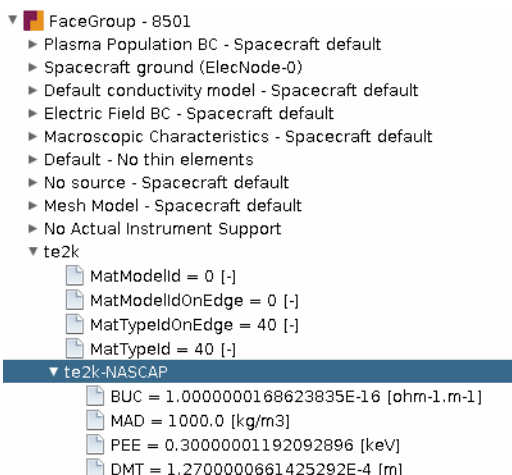 FaceGroup - 8501
Plasma Population BC - Spacecraft default
Spacecraft ground (ElecNode-0)
Default conductivity model - Spacecraft default
Electric Field BC - Spacecraft default
Macroscopic Characteristics - Spacecraft default
Default - No thin elements
No source - Spacecraft default
Mesh Model - Spacecraft default
No Actual Instrument Support
te2k
MatModelId = 0 [-]
MatModelIdOnEdge = 0 [-]
MatTypeIdOnEdge = 40 [-]
MatTypeId = 40 [-]
te2k-NASCAP
BUC = 1.0000000168623835E-16 [ohm-1.m-1]
MAD = 1000.0 [kg/m3]
PEE = 0.30000001192092896 [keV]
DMT = 1.2700000661425292E-4 [m]